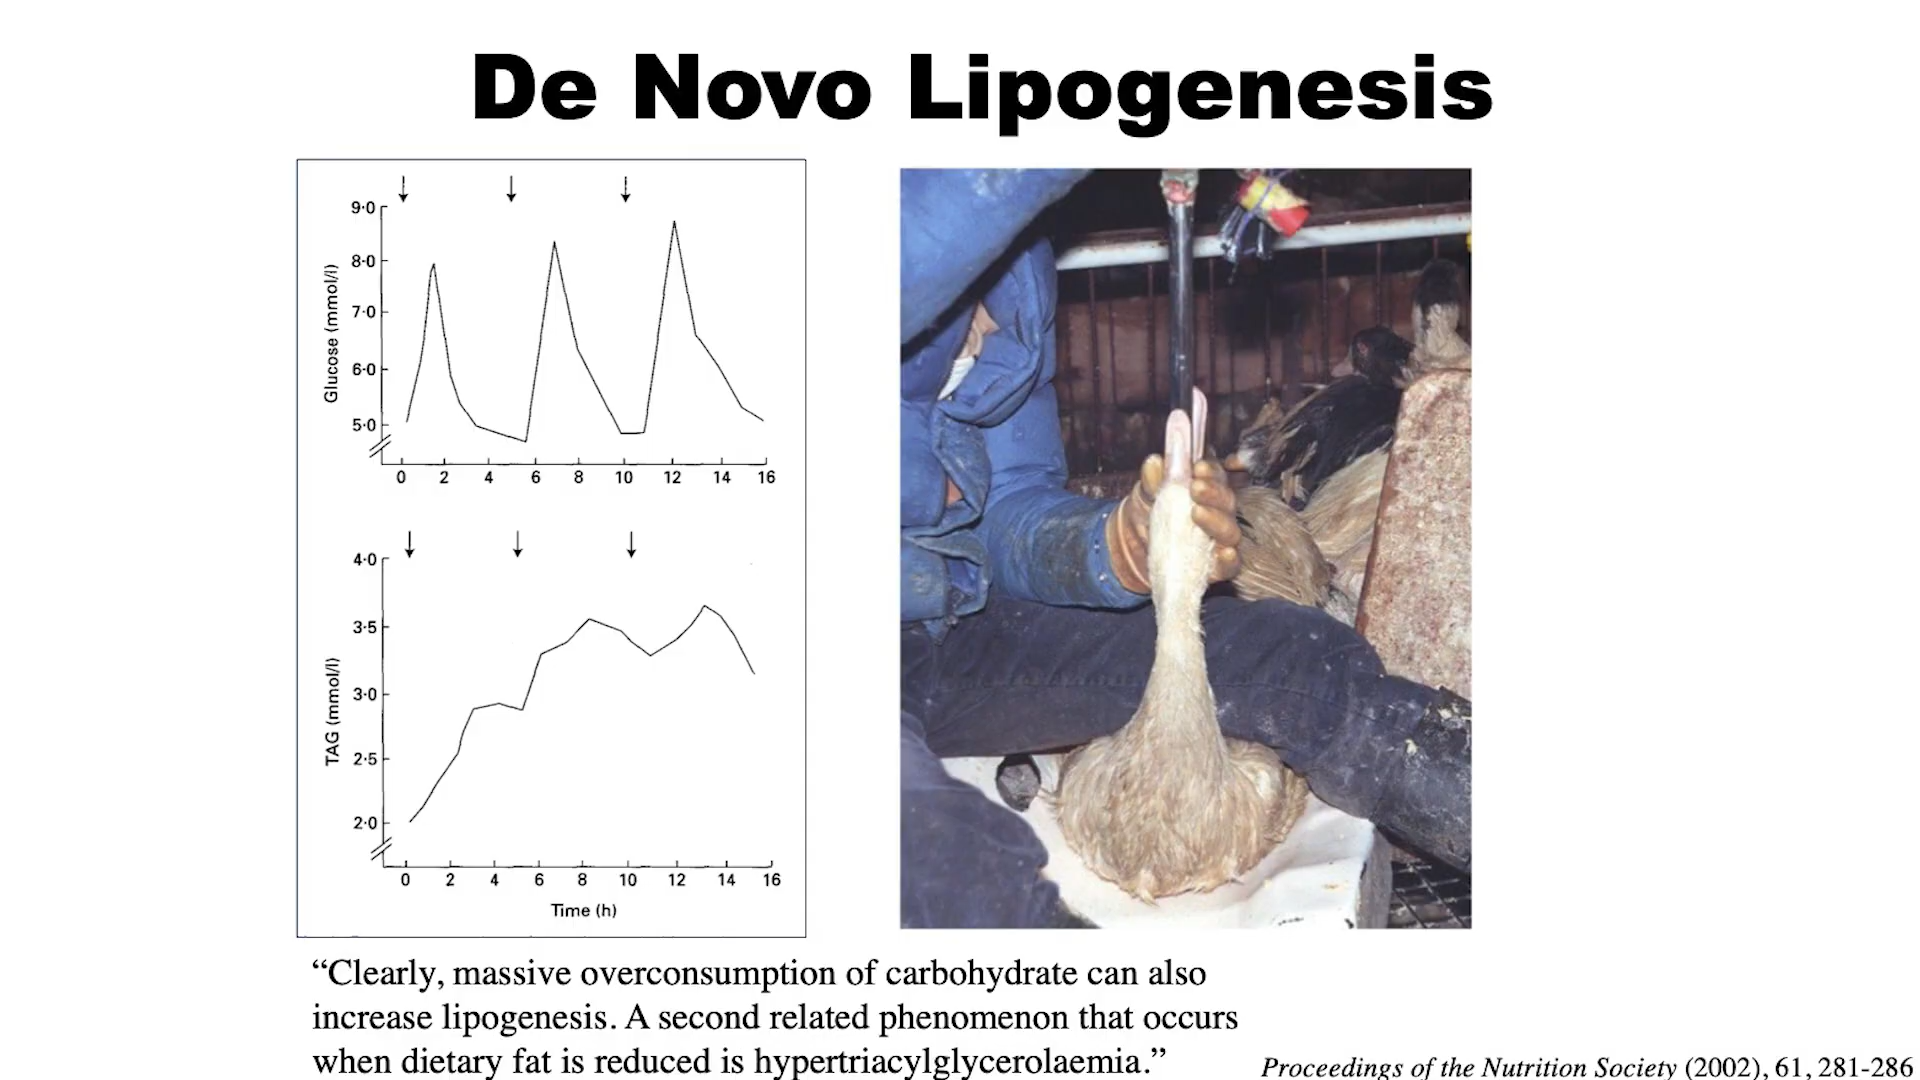 De Novo Lipogenesis
9·0
8·0
7·0
6·0
5·0
Glucose (mmol/l)
0 2 4 6 8 10 12 14 16
4·0
3·5
3·0
2·5
2·0
TAG (mmol/l)
0 2 4 6 8 10 12 14 16
Time (h)
“Clearly, massive overconsumption of carbohydrate can also
increase lipogenesis. A second related phenomenon that occurs
when dietary fat is reduced is hypertriacylglycerolaemia.”
Proceedings of the Nutrition Society (2002), 61, 281-286